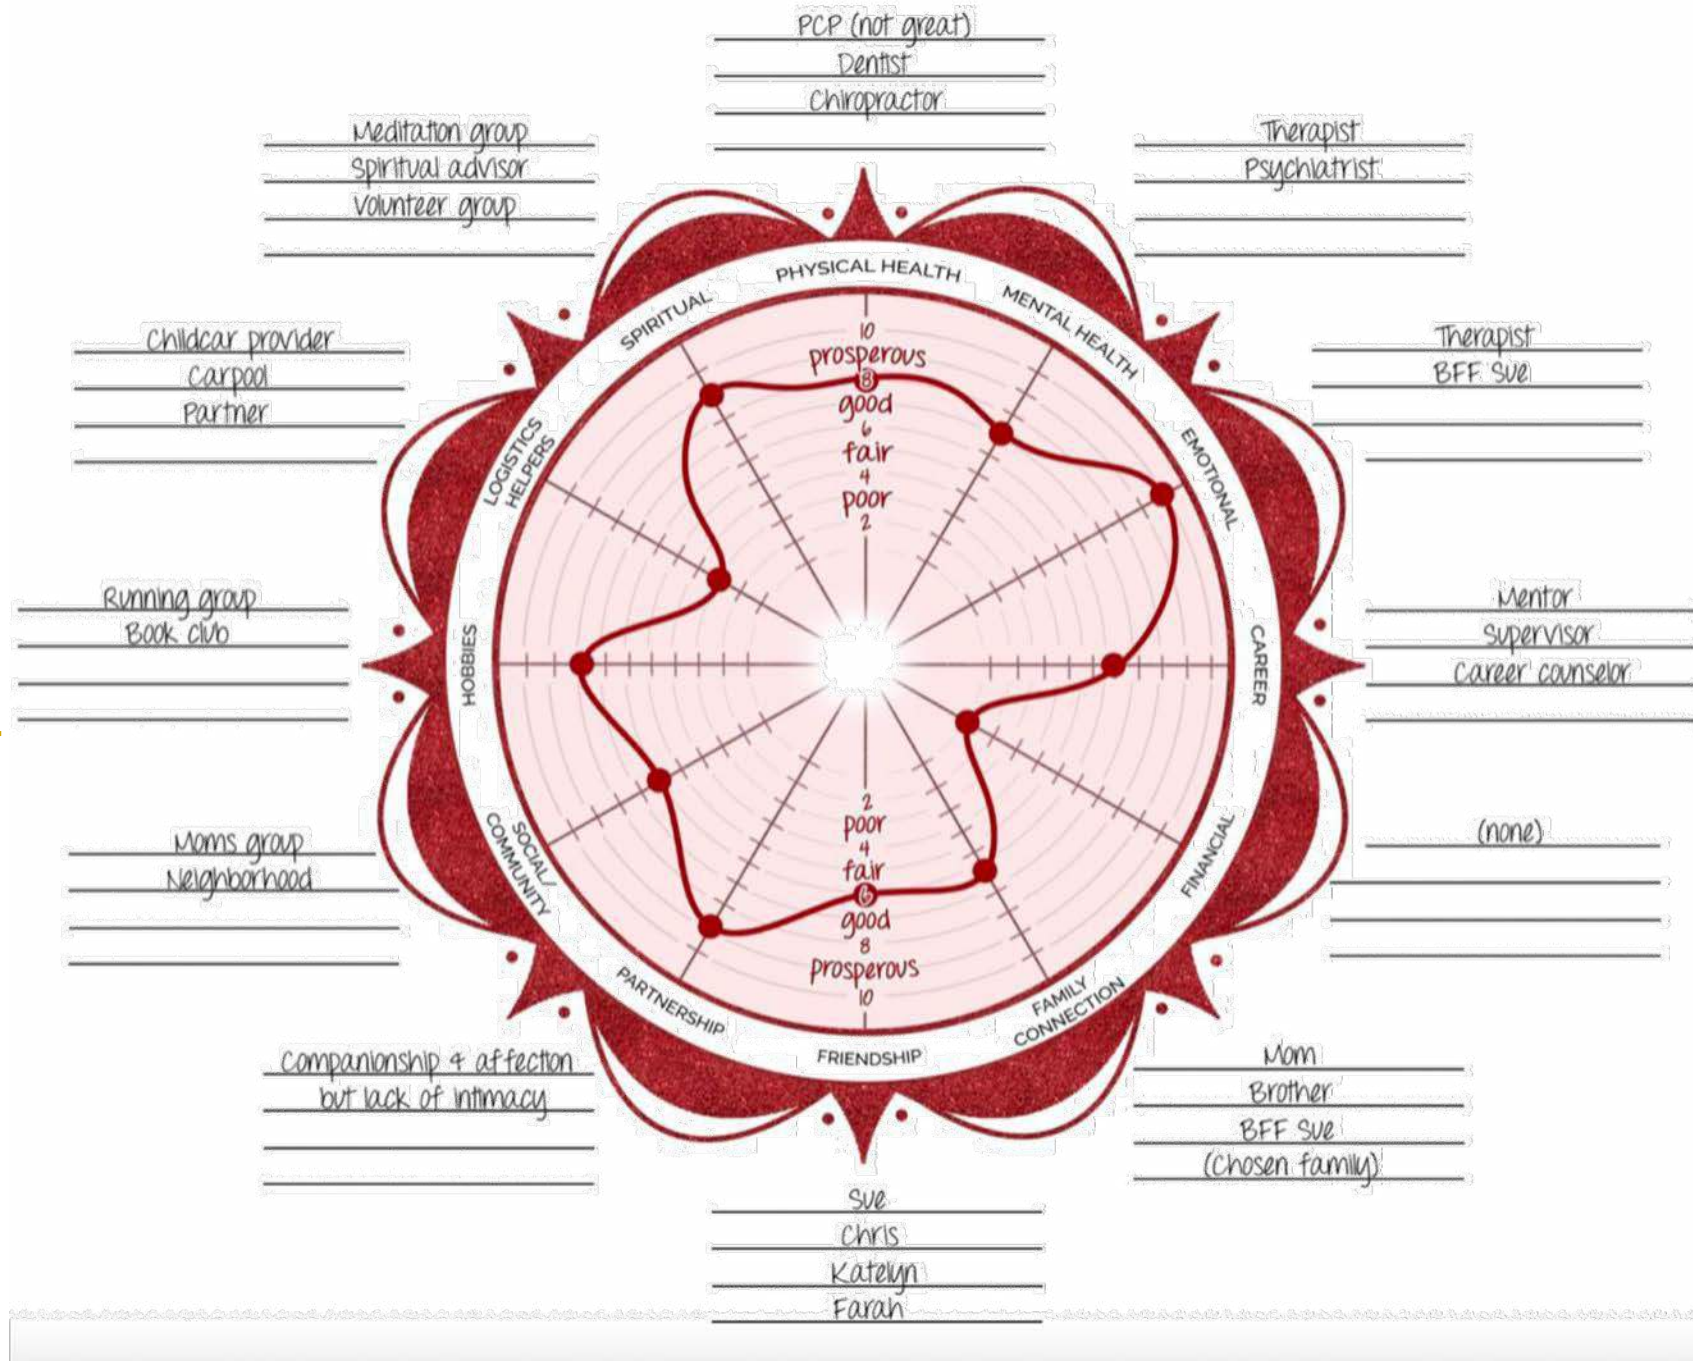 PCP (not great)
Dentist
Chiropractor
Meditation group
Spiritual advisor
Volunteer group
Therapist
Psychiatrist
Childcar provider
Carpool
Partner
Therapist
BFF Sue
Running group
Book club
Mentor
Supervisor
Career counselor
Moms group
Neighborhood
(none)
Companionship & affection
but lack of intimacy
Mom
Brother
BFF Sue
(Chosen family)
Sue
Chris
Katelyn
Farah
PHYSICAL HEALTH
MENTAL HEALTH
EMOTIONAL
CAREER
FINANCIAL
FAMILY
CONNECTION
FRIENDSHIP
PARTNERSHIP
SOCIAL/
COMMUNITY
HOBBIES
LOGISTICS
HELPERS
SPIRITUAL
10
prosperous
8
good
6
fair
4
poor
2
2
poor
4
fair
6
good
8
prosperous
10